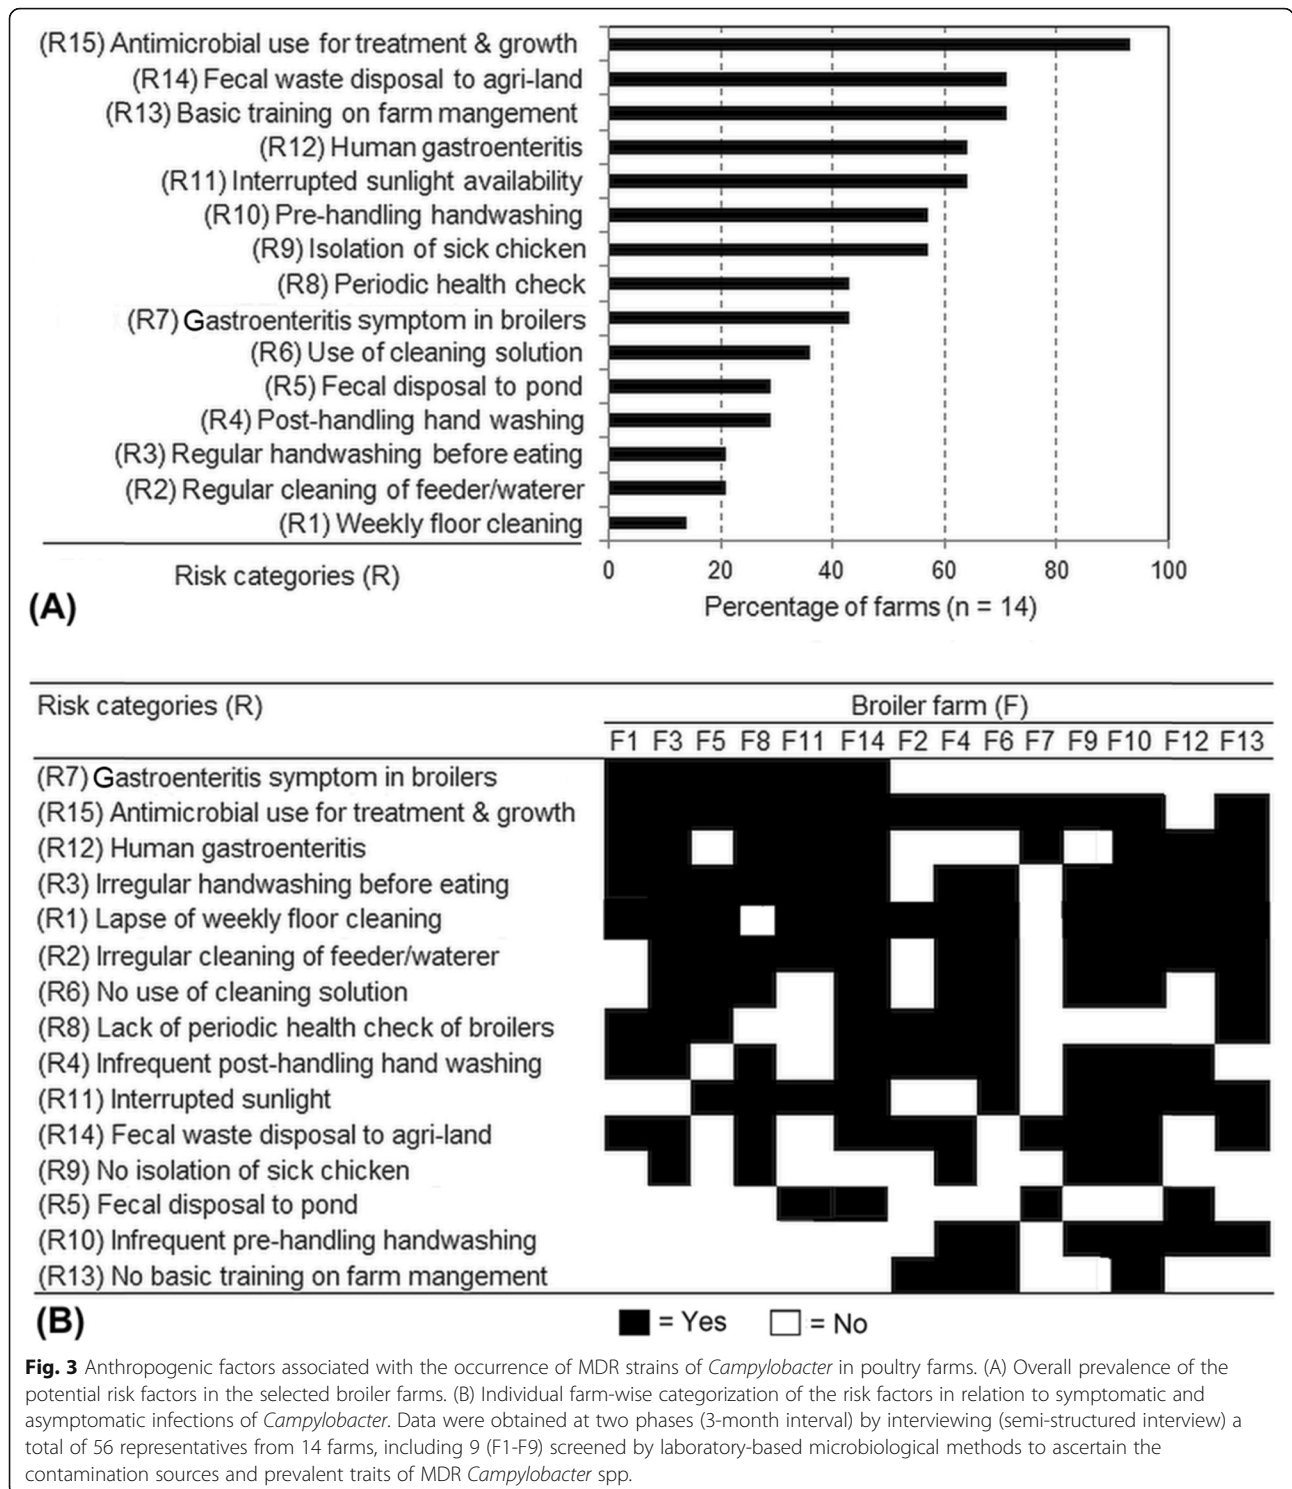 (R15) Antimicrobial use for treatment & growth
(R14) Fecal waste disposal to agri-land
(R13) Basic training on farm mangement
(R12) Human gastroenteritis
(R11) Interrupted sunlight availability
(R10) Pre-handling handwashing
(R9) Isolation of sick chicken
(R8) Periodic health check
(R7) Gastroenteritis symptom in broilers
(R6) Use of cleaning solution
(R5) Fecal disposal to pond
(R4) Post-handling hand washing
(R3) Regular handwashing before eating
(R2) Regular cleaning of feeder/waterer
(R1) Weekly floor cleaning
Risk categories (R)
0 20 40 60 80 100
Percentage of farms (n = 14)
(A)
Risk categories (R) Broiler farm (F)
F1 F3 F5 F8 F11 F14 F2 F4 F6 F7 F9 F10 F12 F13
(R7) Gastroenteritis symptom in broilers
(R15) Antimicrobial use for treatment & growth
(R12) Human gastroenteritis
(R3) Irregular handwashing before eating
(R1) Lapse of weekly floor cleaning
(R2) Irregular cleaning of feeder/waterer
(R6) No use of cleaning solution
(R8) Lack of periodic health check of broilers
(R4) Infrequent post-handling hand washing
(R11) Interrupted sunlight
(R14) Fecal waste disposal to agri-land
(R9) No isolation of sick chicken
(R5) Fecal disposal to pond
(R10) Infrequent pre-handling handwashing
(R13) No basic training on farm mangement
(B)
= Yes = No
Fig. 3 Anthropogenic factors associated with the occurrence of MDR strains of Campylobacter in poultry farms. (A) Overall prevalence of the
potential risk factors in the selected broiler farms. (B) Individual farm-wise categorization of the risk factors in relation to symptomatic and
asymptomatic infections of Campylobacter. Data were obtained at two phases (3-month interval) by interviewing (semi-structured interview) a
total of 56 representatives from 14 farms, including 9 (F1-F9) screened by laboratory-based microbiological methods to ascertain the
contamination sources and prevalent traits of MDR Campylobacter spp.